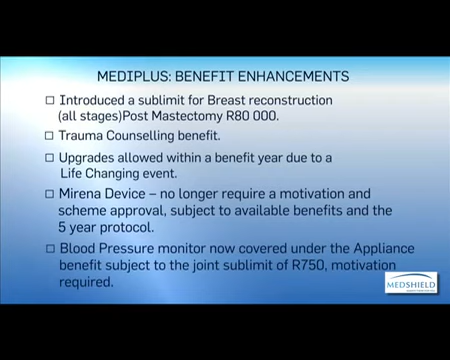 MEDIPLUS: BENEFIT ENHANCEMENTS
Introduced a sublimit for Breast reconstruction
(all stages)Post Mastectomy R80 000.
Trauma Counselling benefit.
Upgrades allowed within a benefit year due to a
Life Changing event.
Mirena Device – no longer require a motivation and
scheme approval, subject to available benefits and the
5 year protocol.
Blood Pressure monitor now covered under the Appliance
benefit subject to the joint sublimit of R750, motivation
required.
MEDSHIELD